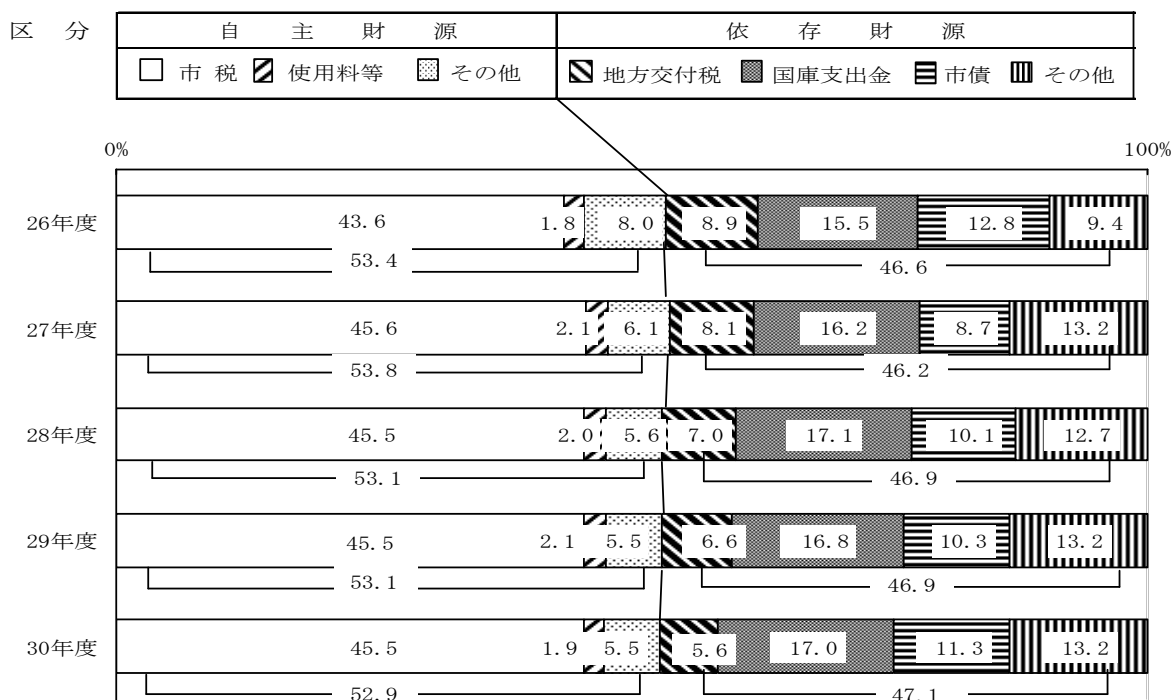 区 分
自 主 財 源 依 存 財 源
市 税 使用料等 その他 地方交付税 国庫支出金 市債 その他
0% 100%
26年度 43.6 1.8 8.0 8.9 15.5 12.8 9.4
53.4 46.6
27年度 45.6 2.1 6.1 8.1 16.2 8.7 13.2
53.8 46.2
28年度 45.5 2.0 5.6 7.0 17.1 10.1 12.7
53.1 46.9
29年度 45.5 2.1 5.5 6.6 16.8 10.3 13.2
53.1 46.9
30年度 45.5 1.9 5.5 5.6 17.0 11.3 13.2
52.9 47.1